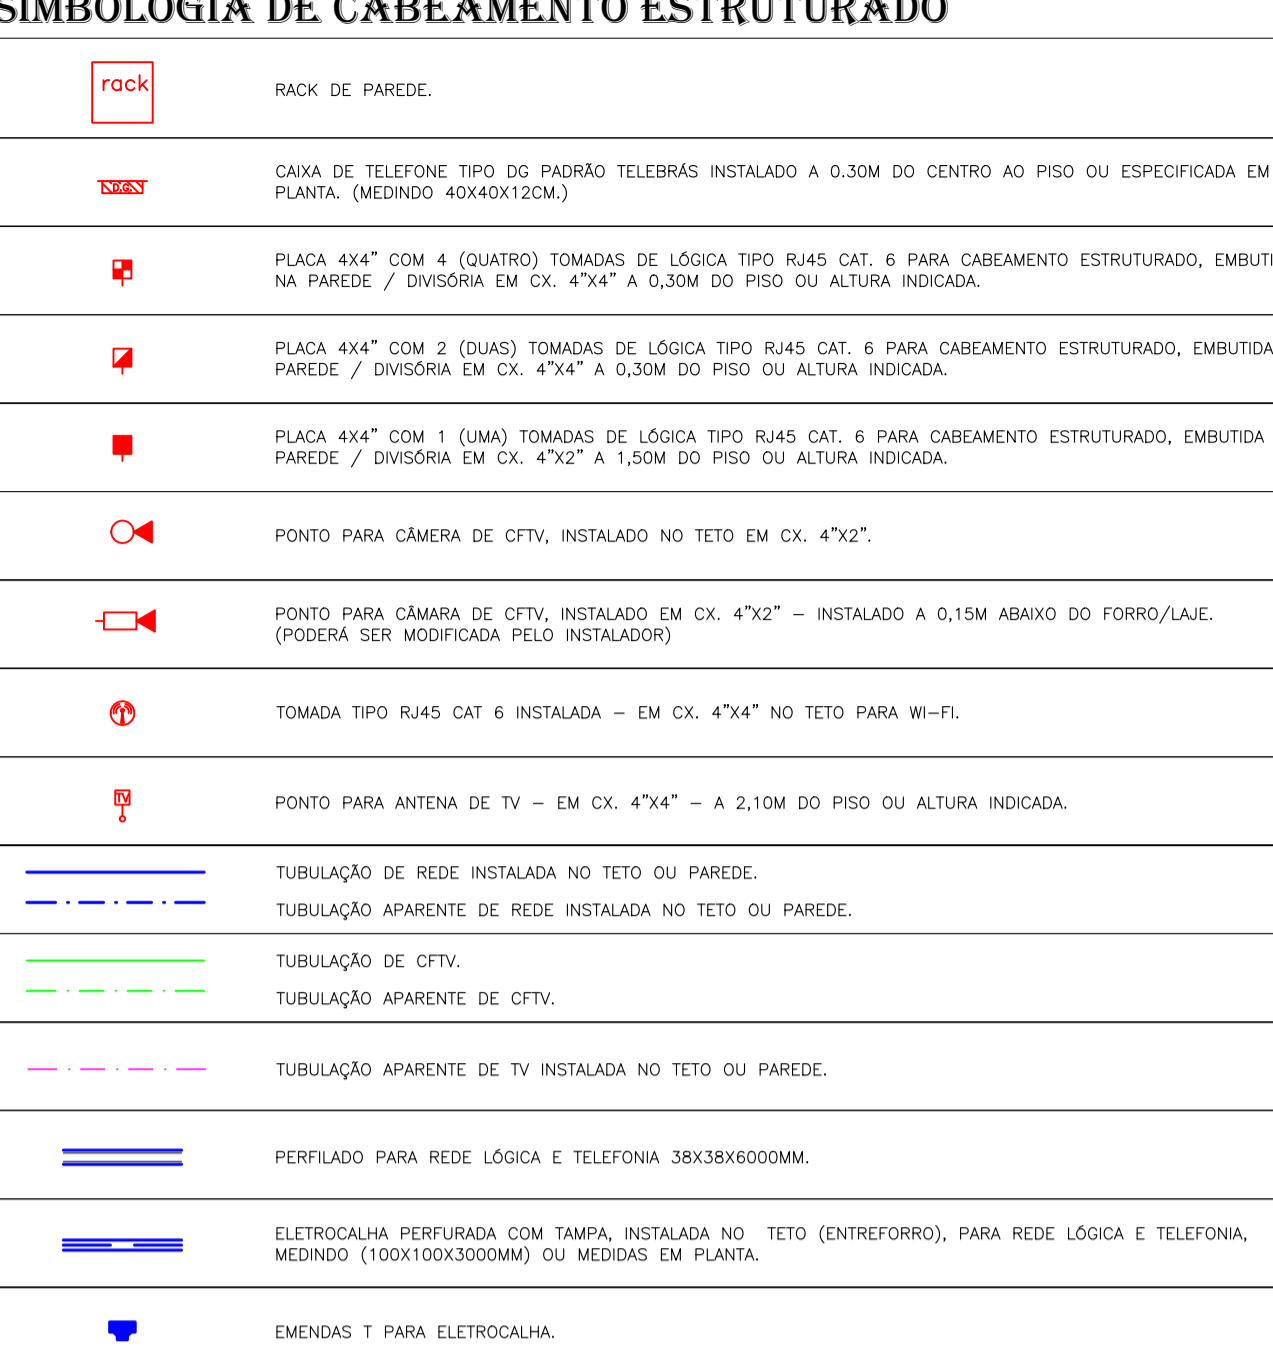 SIMBOLOGIA DE CABEAMENTO ESTRUTURADO
rack
RACK DE PAREDE.
D.G.
CAIXA DE TELEFONE TIPO DG PADRÃO TELEBRÁS INSTALADO A 0.30M DO CENTRO AO PISO OU ESPECIFICADA EM
PLANTA. (MEDINDO 40X40X12CM.)
PLACA 4X4" COM 4 (QUATRO) TOMADAS DE LÓGICA TIPO RJ45 CAT. 6 PARA CABEAMENTO ESTRUTURADO, EMBUTI
NA PAREDE / DIVISÓRIA EM CX. 4"X4" A 0,30M DO PISO OU ALTURA INDICADA.
PLACA 4X4" COM 2 (DUAS) TOMADAS DE LÓGICA TIPO RJ45 CAT. 6 PARA CABEAMENTO ESTRUTURADO, EMBUTIDA
PAREDE / DIVISÓRIA EM CX. 4"X4" A 0,30M DO PISO OU ALTURA INDICADA.
PLACA 4X4" COM 1 (UMA) TOMADAS DE LÓGICA TIPO RJ45 CAT. 6 PARA CABEAMENTO ESTRUTURADO, EMBUTIDA
PAREDE / DIVISÓRIA EM CX. 4"X2" A 1,50M DO PISO OU ALTURA INDICADA.
PONTO PARA CÂMERA DE CFTV, INSTALADO NO TETO EM CX. 4"X2".
PONTO PARA CÂMARA DE CFTV, INSTALADO EM CX. 4"X2" – INSTALADO A 0,15M ABAIXO DO FORRO/LAJE.
(PODERÁ SER MODIFICADA PELO INSTALADOR)
TOMADA TIPO RJ45 CAT 6 INSTALADA – EM CX. 4"X4" NO TETO PARA WI–FI.
TV
PONTO PARA ANTENA DE TV – EM CX. 4"X4" – A 2,10M DO PISO OU ALTURA INDICADA.
TUBULAÇÃO DE REDE INSTALADA NO TETO OU PAREDE.
TUBULAÇÃO APARENTE DE REDE INSTALADA NO TETO OU PAREDE.
TUBULAÇÃO DE CFTV.
TUBULAÇÃO APARENTE DE CFTV.
TUBULAÇÃO APARENTE DE TV INSTALADA NO TETO OU PAREDE.
PERFILADO PARA REDE LÓGICA E TELEFONIA 38X38X6000MM.
ELETROCALHA PERFURADA COM TAMPA, INSTALADA NO TETO (ENTREFORRO), PARA REDE LÓGICA E TELEFONIA,
MEDINDO (100X100X3000MM) OU MEDIDAS EM PLANTA.
EMENDAS T PARA ELETROCALHA.